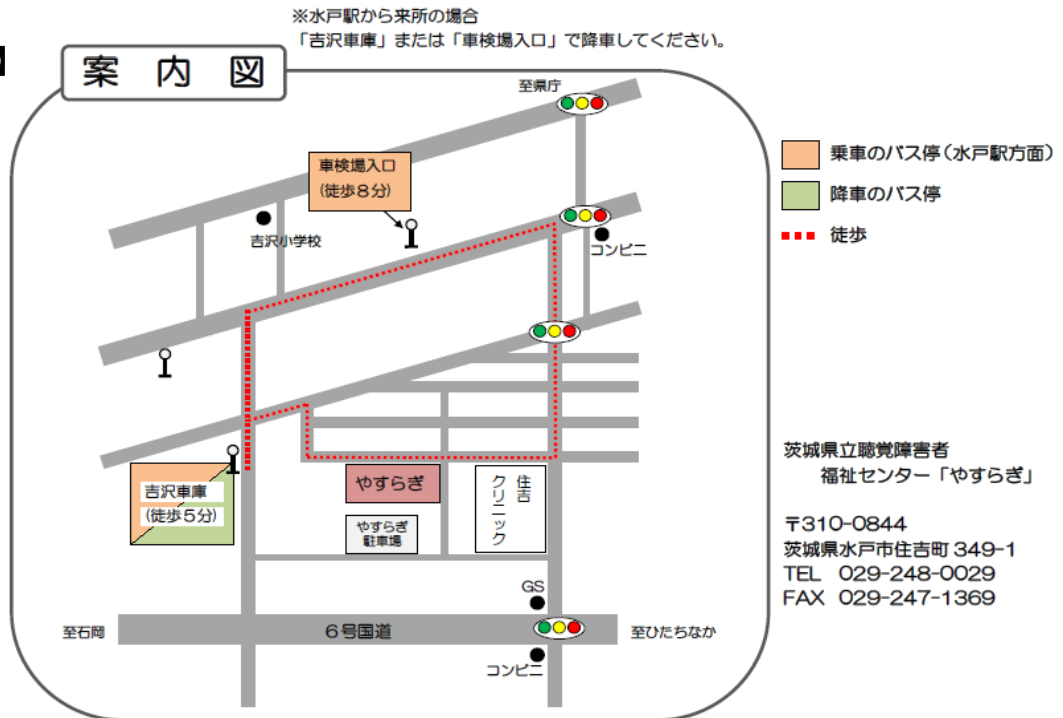 ※水戸駅から来所の場合
「吉沢車庫」または「車検場入口」で降車してください。
案 内 図
至県庁
車検場入口
(徒歩8分)
吉沢小学校
コンビニ
乗車のバス停(水戸駅方面)
降車のバス停
徒歩
吉沢車庫
(徒歩5分)
やすらぎ
やすらぎ
駐車場
住吉
クリニック
GS
至石岡
6号国道
至ひたちなか
コンビニ
茨城県立聴覚障害者
福祉センター「やすらぎ」
〒310-0844
茨城県水戸市住吉町349-1
TEL 029-248-0029
FAX 029-247-1369